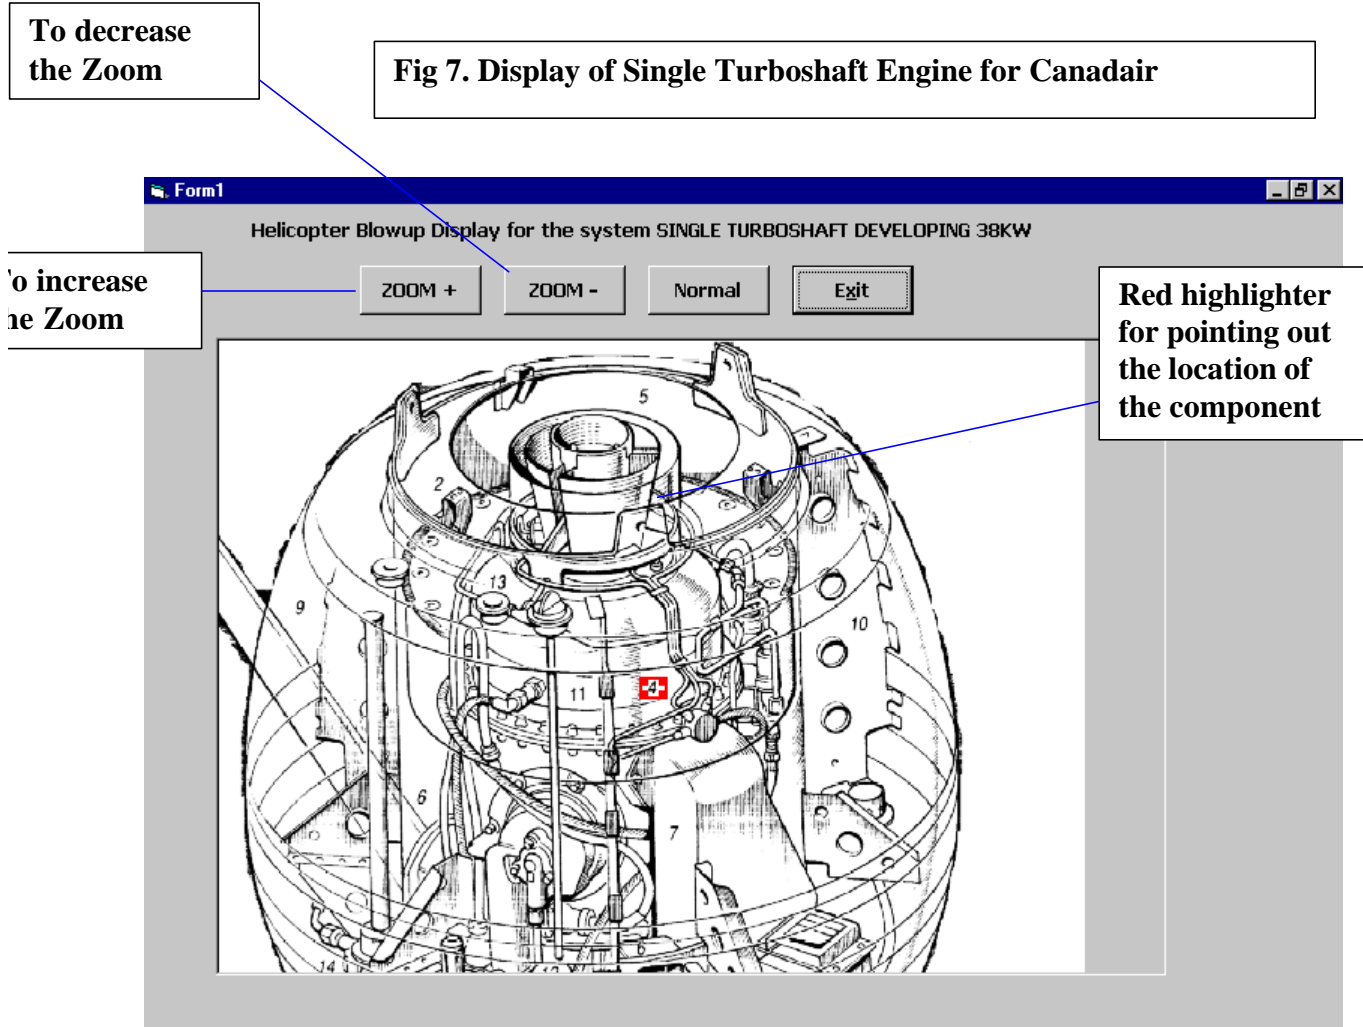 To decrease
the Zoom
Fig 7. Display of Single Turboshaft Engine for Canadair
Form1
Helicopter Blowup Display for the system SINGLE TURBOSHAFT DEVELOPING 38KW
o increase
he Zoom
ZOOM +
ZOOM -
Normal
Exit
Red highlighter
for pointing out
the location of
the component
5
2
13
9
10
11
4
6
7
14
12